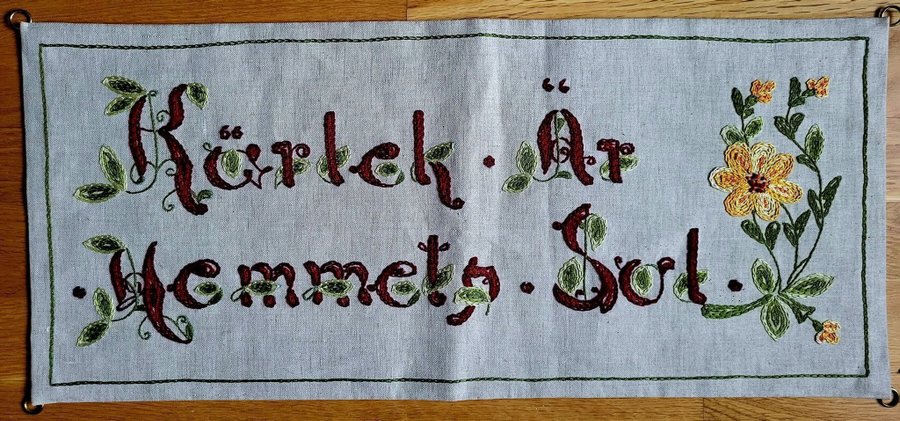 Kärlek · Är
· Hemmets · Sol ·